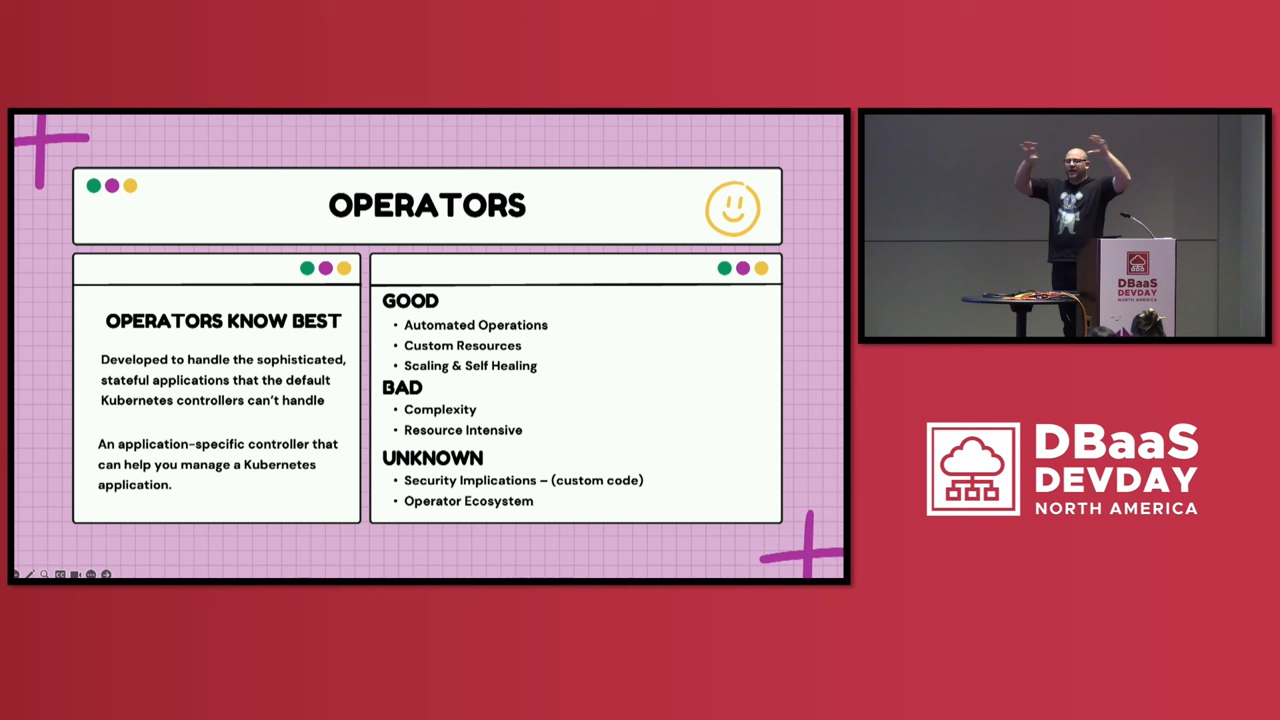 OPERATORS
OPERATORS KNOW BEST
Developed to handle the sophisticated,
stateful applications that the default
Kubernetes controllers can't handle
An application-specific controller that
can help you manage a Kubernetes
application.
GOOD
• Automated Operations
• Custom Resources
• Scaling & Self Healing
BAD
• Complexity
• Resource Intensive
UNKNOWN
• Security Implications – (custom code)
• Operator Ecosystem
DBaaS
DEVDAY
NORTH AMERICA
DBaaS
DEVDAY
NORTH AMERICA